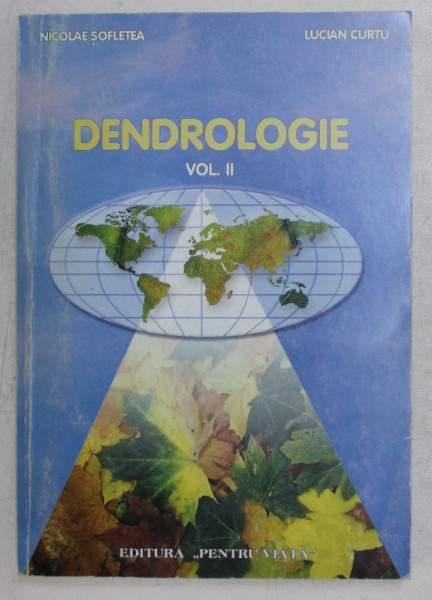 NICOLAE ȘOFLETEA
LUCIAN CURTU
DENDROLOGIE
VOL. II
EDITURA „PENTRU VIAȚĂ"